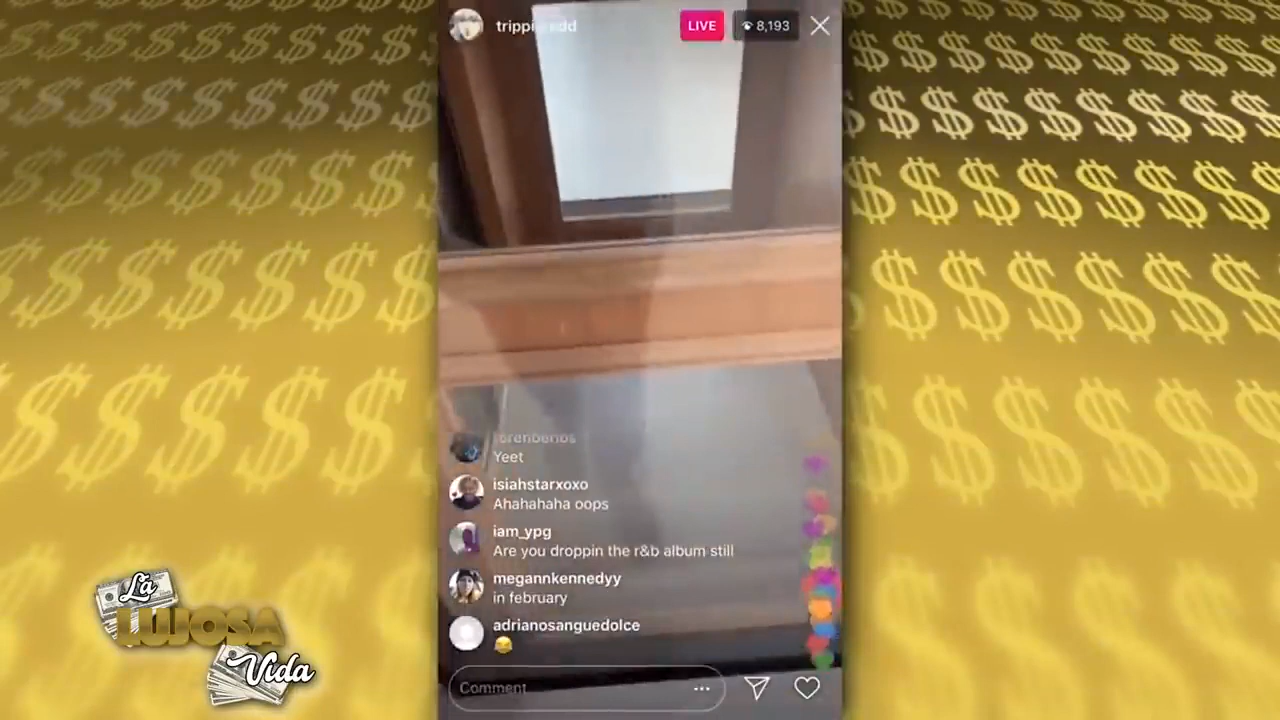 LIVE
8,193
Yeet
isiahstarxoxo
Ahahahaha oops
iam_ypg
Are you droppin the r&b album still
megannkennedyy
in february
adrianosanguedolce
Comment
La
LUJOSA
Vida